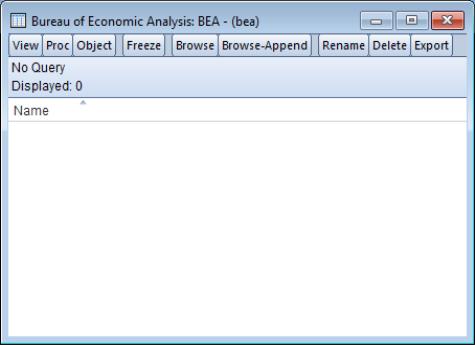 Bureau of Economic Analysis: BEA - (bea)
View Proc Object Freeze Browse Browse-Append Rename Delete Export
No Query
Displayed: 0
Name